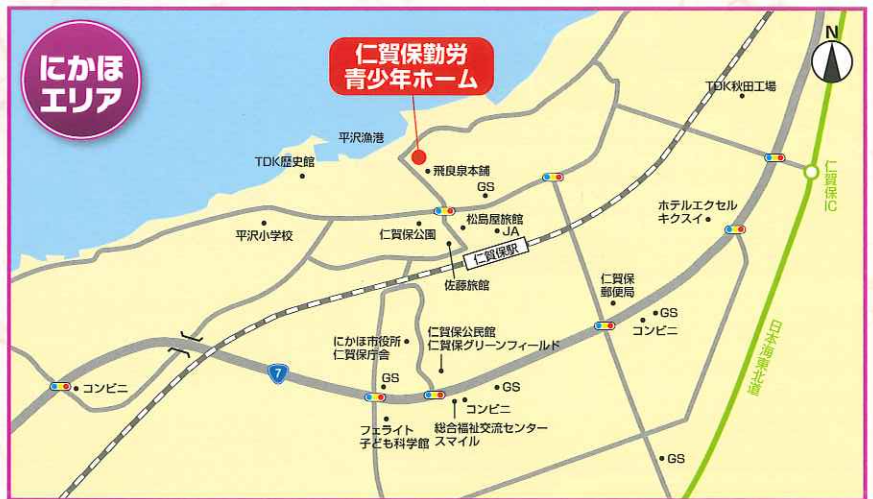 にかほ
エリア
仁賀保勤労
青少年ホーム
N
TDK秋田工場
平沢漁港
TDK歴史館
飛良泉本舗
GS
仁賀保IC
ホテルエクセル
キクスイ
松島屋旅館
JA
平沢小学校
仁賀保公園
仁賀保駅
佐藤旅館
仁賀保
郵便局
GS
コンビニ
日本海東北道
にかほ市役所
仁賀保庁舎
仁賀保公民館
仁賀保グリーンフィールド
7
コンビニ
GS
GS
コンビニ
フェライト
子ども科学館
総合福祉交流センター
スマイル
GS